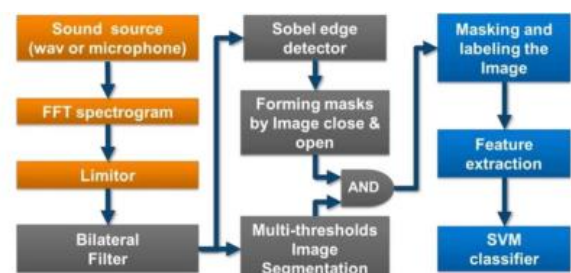 Sound source
(wav or microphone)
FFT spectrogram
Limitor
Bilateral
Filter
Sobel edge
detector
Forming masks
by Image close &
open
AND
Multi-thresholds
Image
Segmentation
Masking and
labeling the
Image
Feature
extraction
SVM
classifier